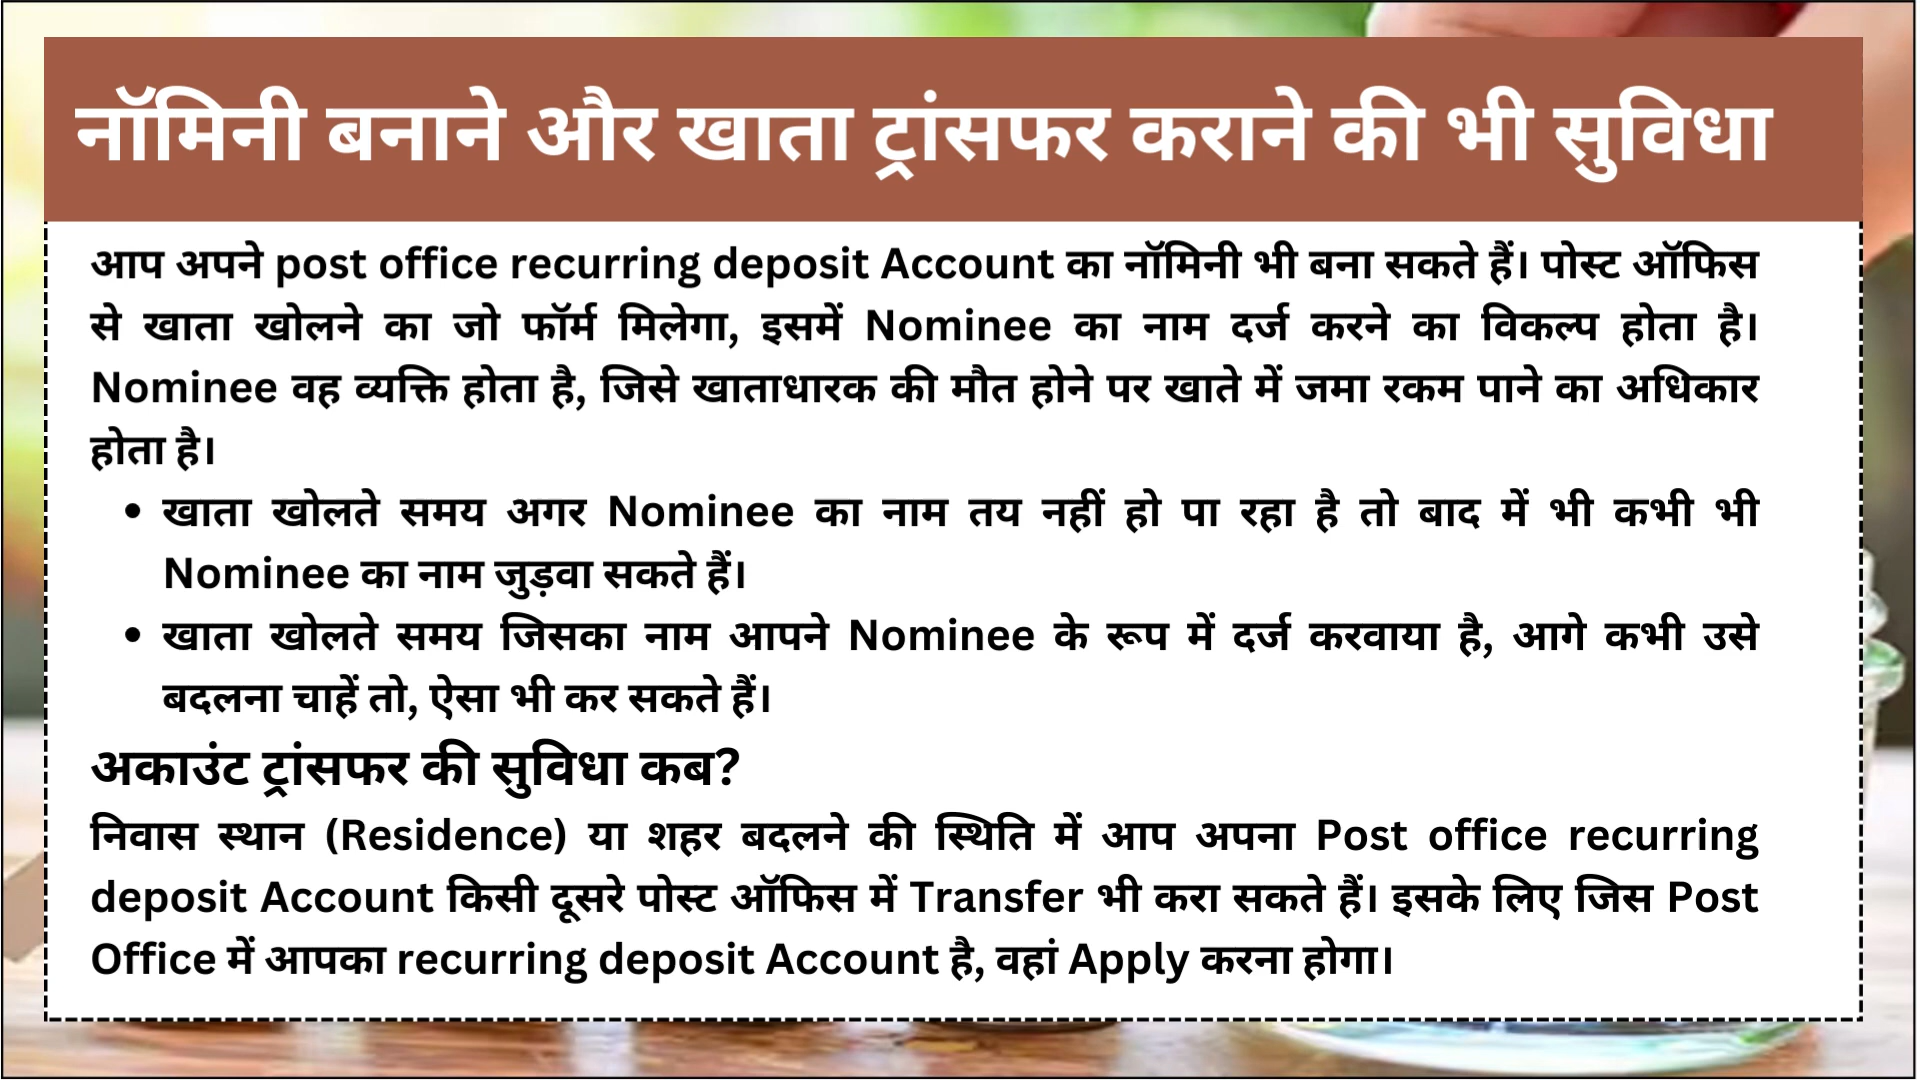 नॉमिनी बनाने और खाता ट्रांसफर कराने की भी सुविधा
आप अपने post office recurring deposit Account का नॉमिनी भी बना सकते हैं। पोस्ट ऑफिस
से खाता खोलने का जो फॉर्म मिलेगा, इसमें Nominee का नाम दर्ज करने का विकल्प होता है।
Nominee वह व्यक्ति होता है, जिसे खाताधारक की मौत होने पर खाते में जमा रकम पाने का अधिकार
होता है।
• खाता खोलते समय अगर Nominee का नाम तय नहीं हो पा रहा है तो बाद में भी कभी भी
Nominee का नाम जुड़वा सकते हैं।
• खाता खोलते समय जिसका नाम आपने Nominee के रूप में दर्ज करवाया है, आगे कभी उसे
बदलना चाहें तो, ऐसा भी कर सकते हैं।
अकाउंट ट्रांसफर की सुविधा कब?
निवास स्थान (Residence) या शहर बदलने की स्थिति में आप अपना Post office recurring
deposit Account किसी दूसरे पोस्ट ऑफिस में Transfer भी करा सकते हैं। इसके लिए जिस Post
Office में आपका recurring deposit Account है, वहां Apply करना होगा।